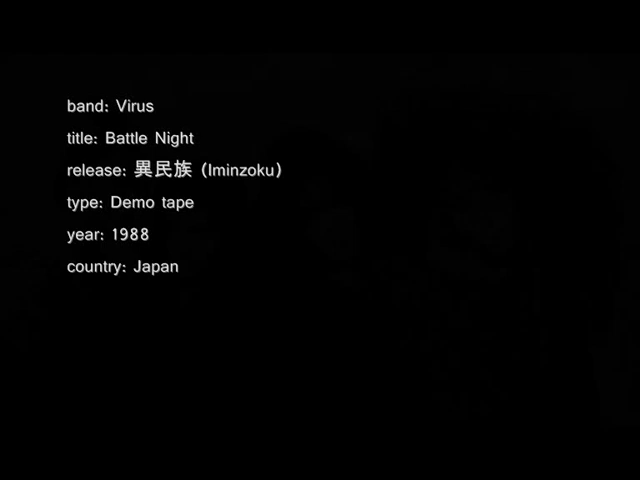 band: Virus
title: Battle Night
release: 異民族 (Iminzoku)
type: Demo tape
year: 1988
country: Japan